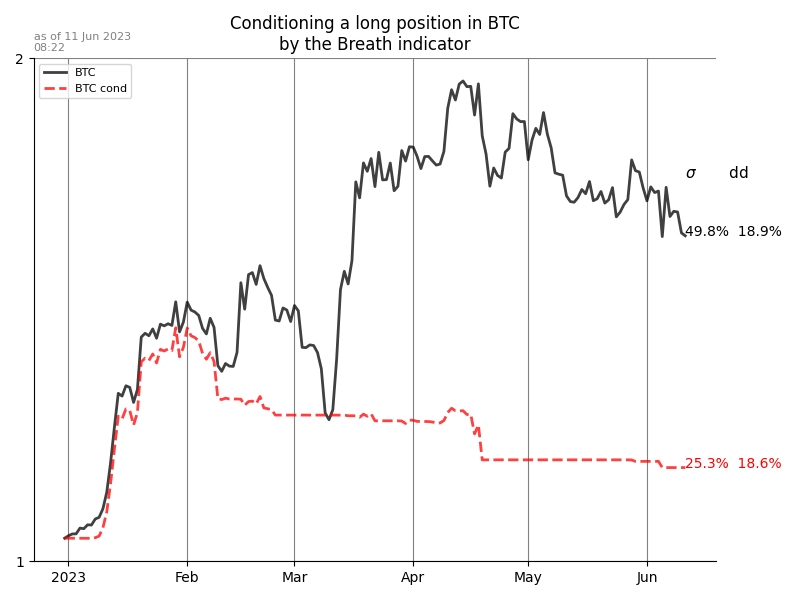 Conditioning a long position in BTC
by the Breath indicator
as of 11 Jun 2023
08:22
2
BTC
BTC cond
σ dd
49.8% 18.9%
25.3% 18.6%
1
2023 Feb Mar Apr May Jun